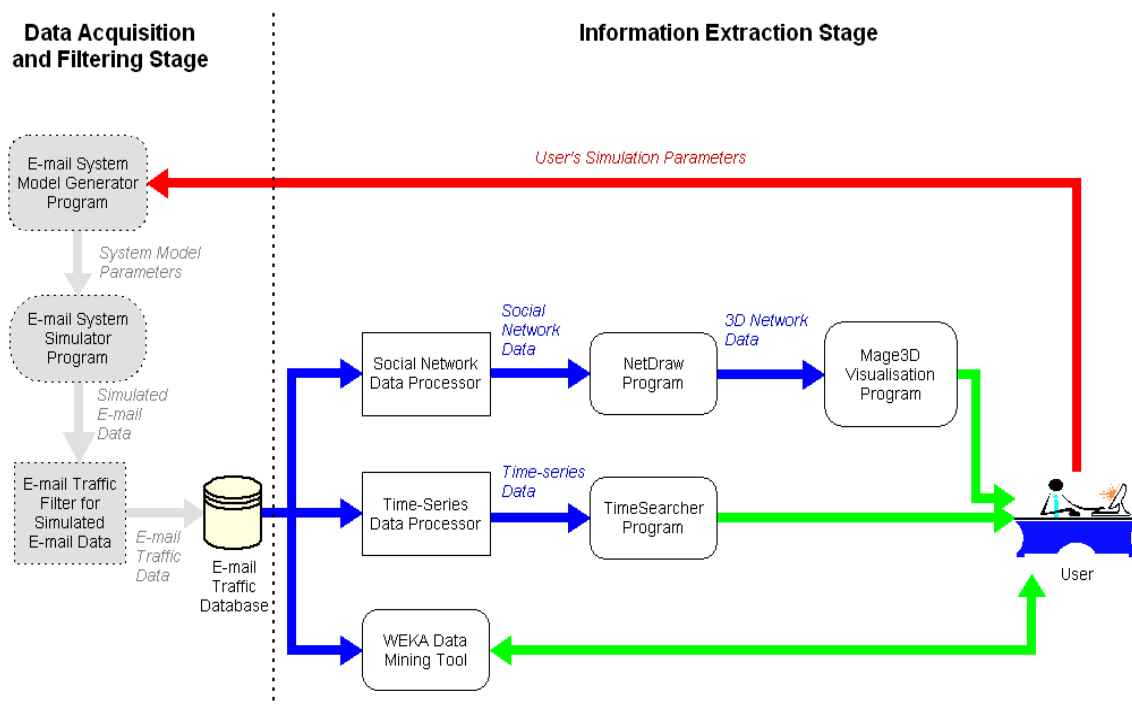 Data Acquisition
and Filtering Stage
Information Extraction Stage
User's Simulation Parameters
E-mail System
Model Generator
Program
System Model
Parameters
E-mail System
Simulator
Program
Simulated
E-mail
Data
E-mail Traffic
Filter for
Simulated
E-mail Data
E-mail
Traffic
Data
E-mail
Traffic
Database
Social Network
Data Processor
Social
Network
Data
NetDraw
Program
3D Network
Data
Mage3D
Visualisation
Program
Time-Series
Data Processor
Time-series
Data
TimeSearcher
Program
WEKA Data
Mining Tool
User